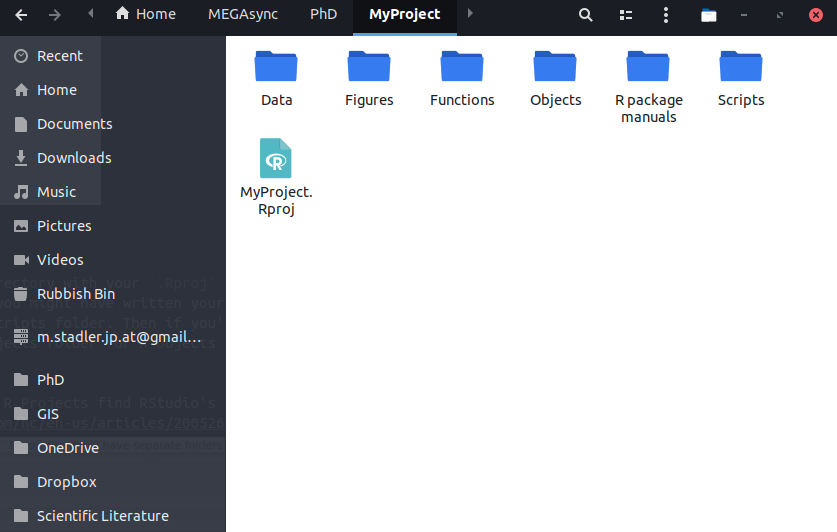 Home MEGAsync PhD MyProject
Recent
Home
Documents
Downloads
Music
Pictures
Videos
Rubbish Bin
m.stadler.jp.at@gmail...
PhD
GIS
OneDrive
Dropbox
Scientific Literature
Data Figures Functions Objects R package manuals Scripts
R
MyProject.
Rproj